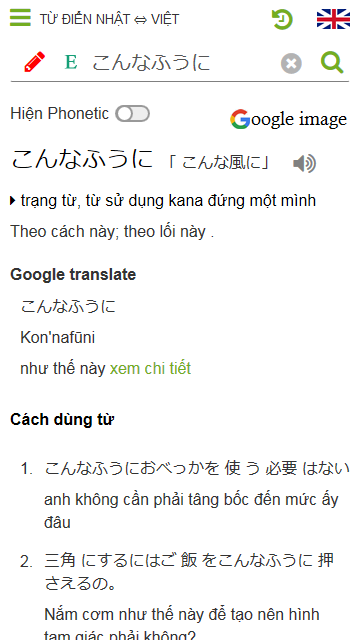 TỪ ĐIỂN NHẬT ⇔ VIỆT
E こんなふうに
Hiện Phonetic
Google image
こんなふうに 「 こんな風に」
trạng từ, từ sử dụng kana đứng một mình
Theo cách này; theo lối này .
Google translate
こんなふうに
Kon'nafūni
như thế này xem chi tiết
Cách dùng từ
1. こんなふうにおべっかを 使 う 必要 はない
anh không cần phải tâng bốc đến mức ấy
đâu
2. 三角 にするにはご 飯 をこんなふうに 押
さえるの。
Nắm cơm như thế này để tạo nên hình
tam giác phải không?